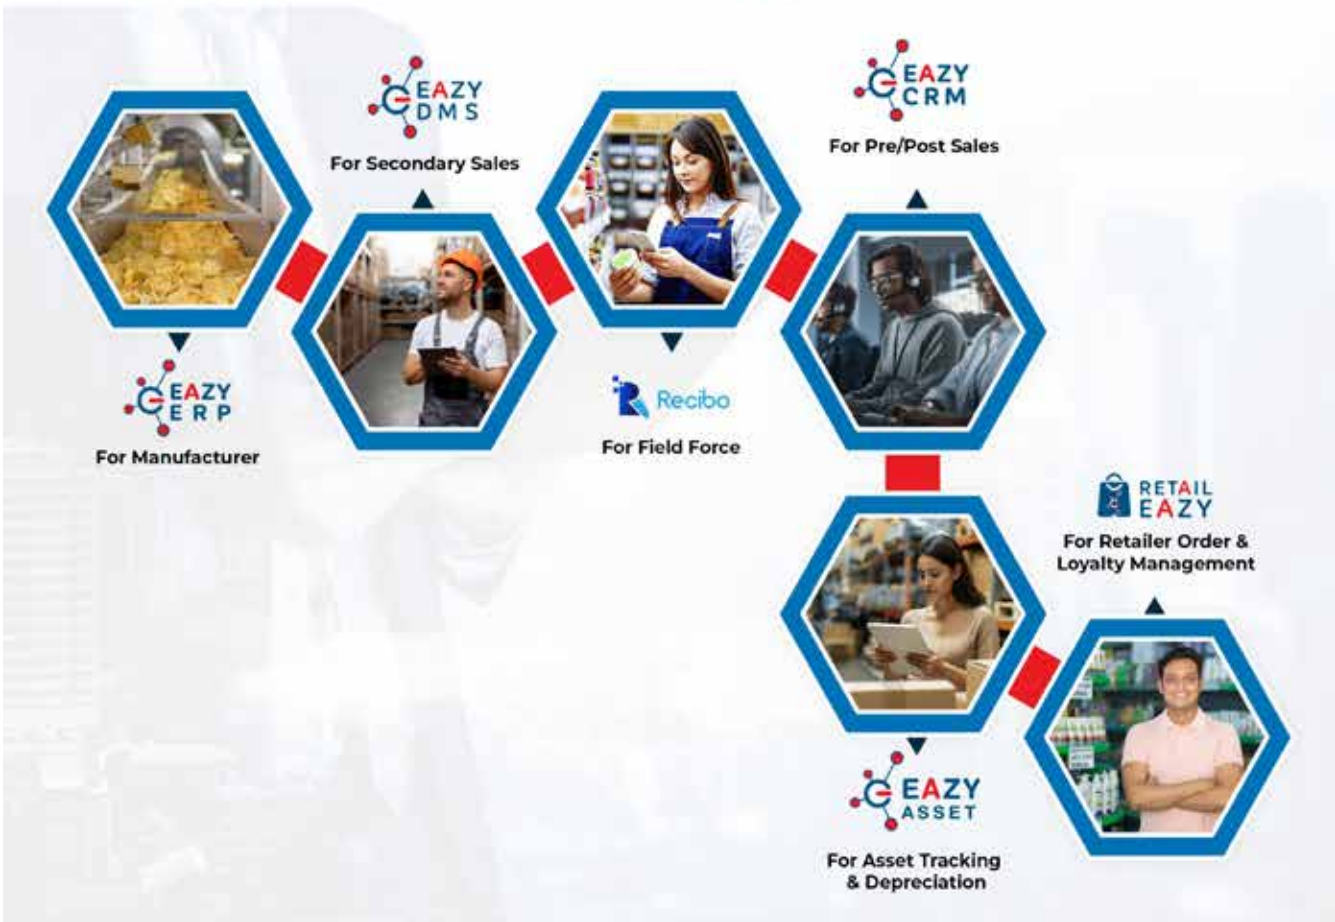 EAZY
DMS
For Secondary Sales
EAZY
CRM
For Pre/Post Sales
EAZY
ERP
For Manufacturer
Recibo
For Field Force
RETAIL
EAZY
For Retailer Order &
Loyalty Management
EAZY
ASSET
For Asset Tracking
& Depreciation